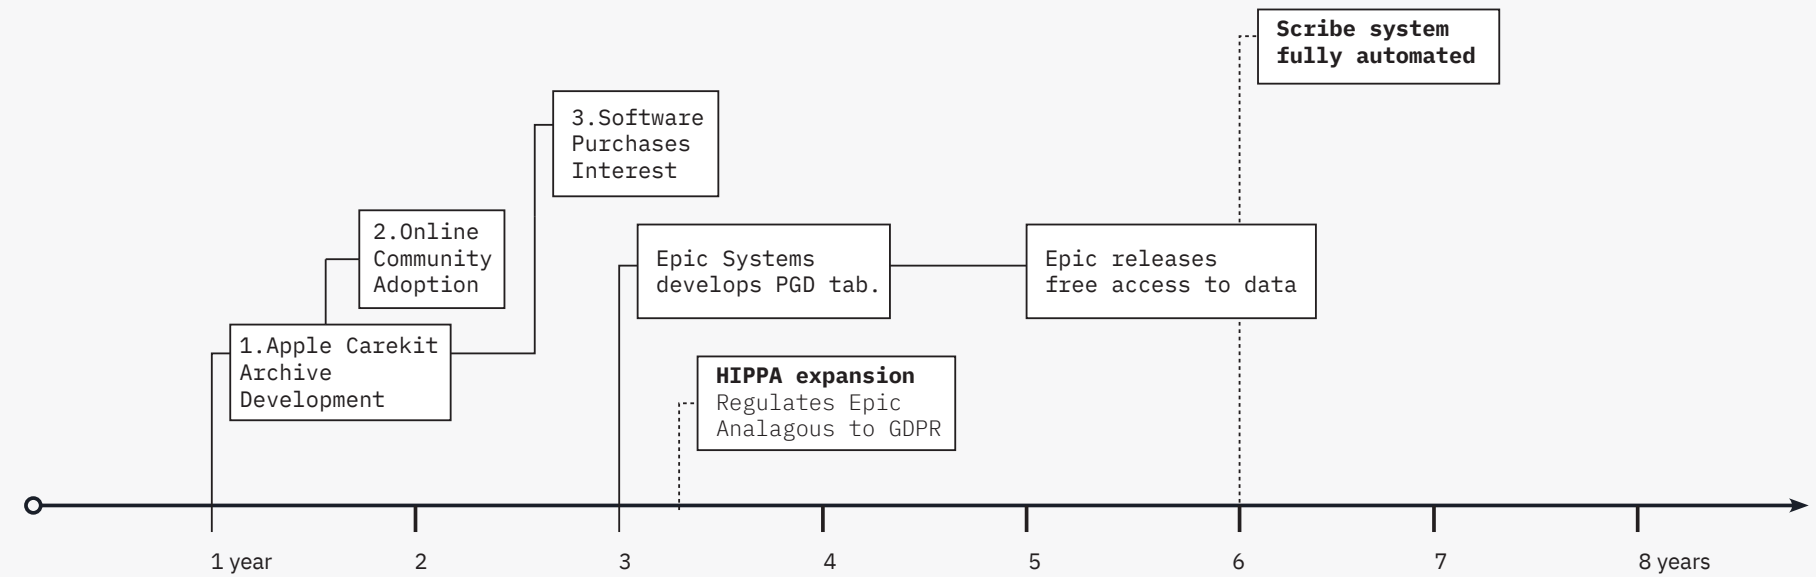 Scribe system
fully automated
3.Software
Purchases
Interest
2.Online
Community
Adoption
Epic Systems
develops PGD tab.
Epic releases
free access to data
1.Apple Carekit
Archive
Development
HIPPA expansion
Regulates Epic
Analagous to GDPR
1 year
2
3
4
5
6
7
8 years